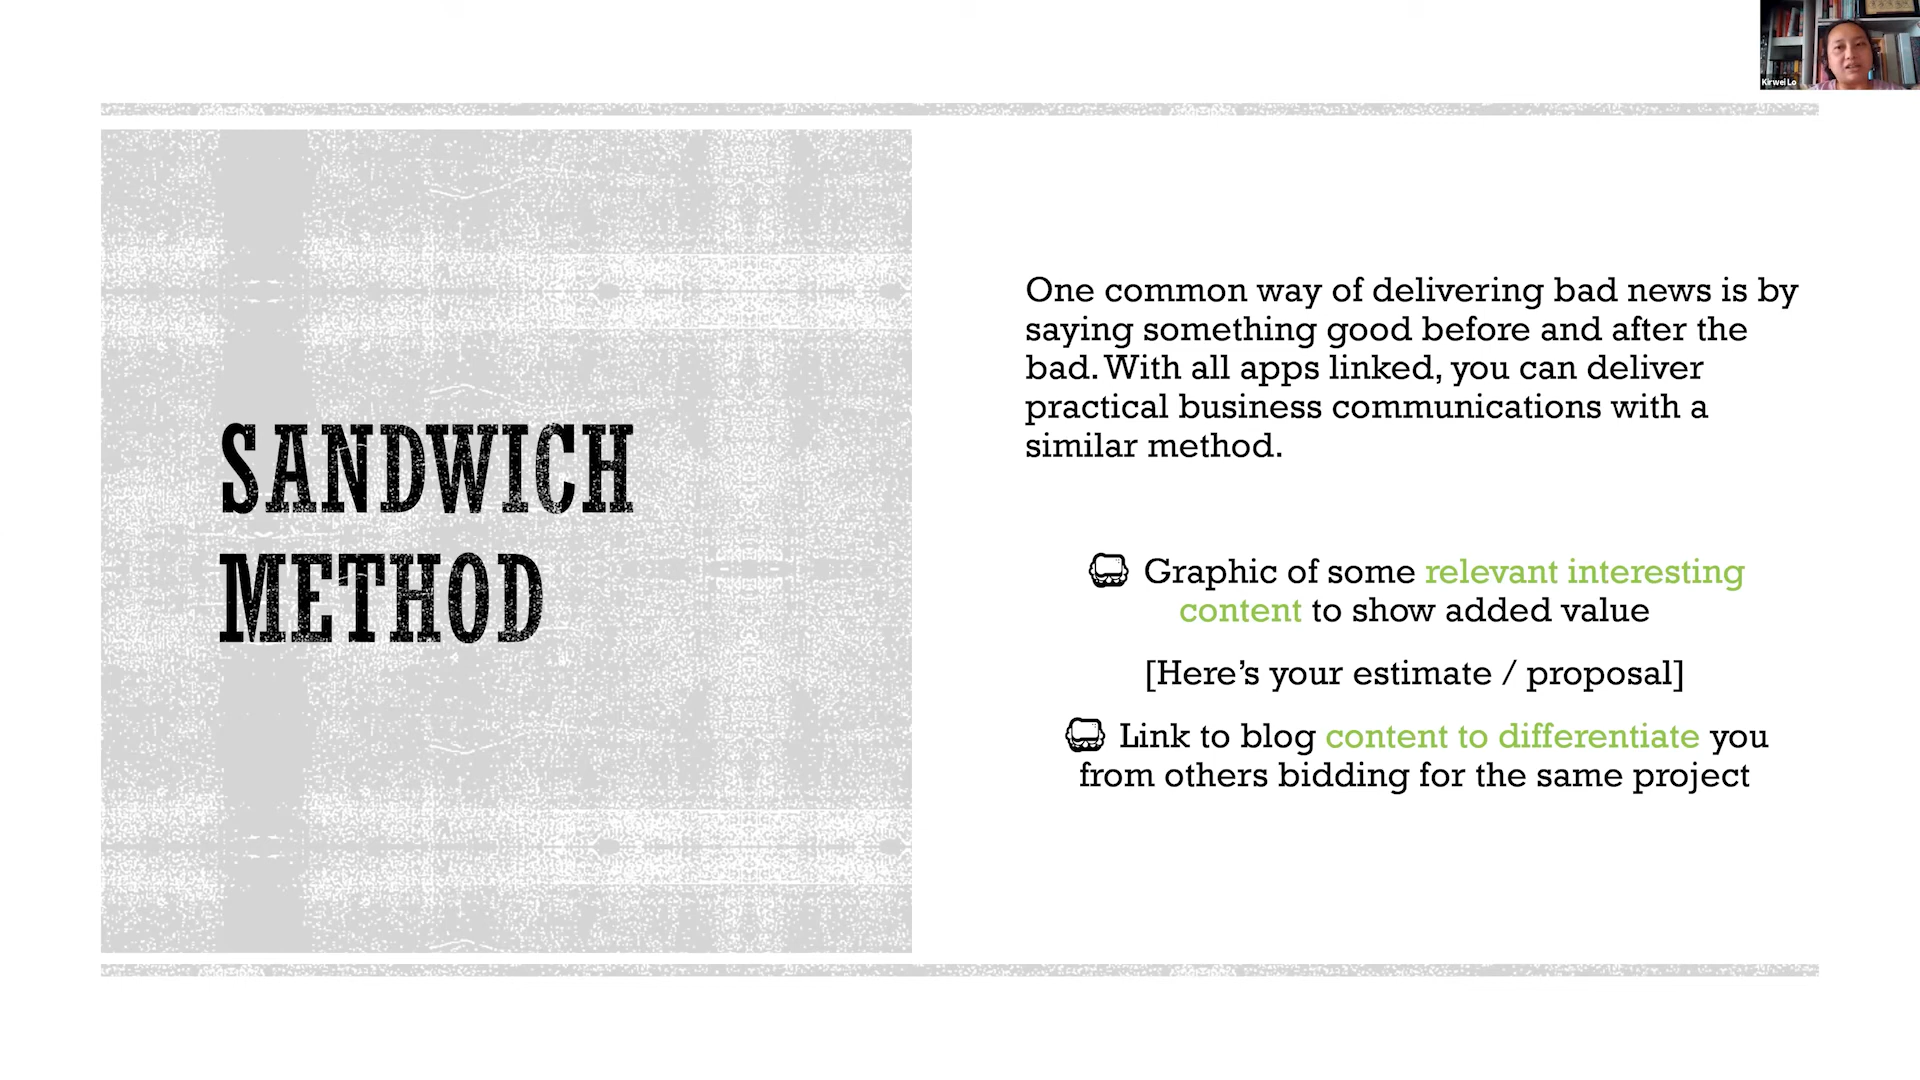 Kirwei Lo
SANDWICH
METHOD
One common way of delivering bad news is by
saying something good before and after the
bad. With all apps linked, you can deliver
practical business communications with a
similar method.
Graphic of some relevant interesting
content to show added value
[Here’s your estimate / proposal]
Link to blog content to differentiate you
from others bidding for the same project